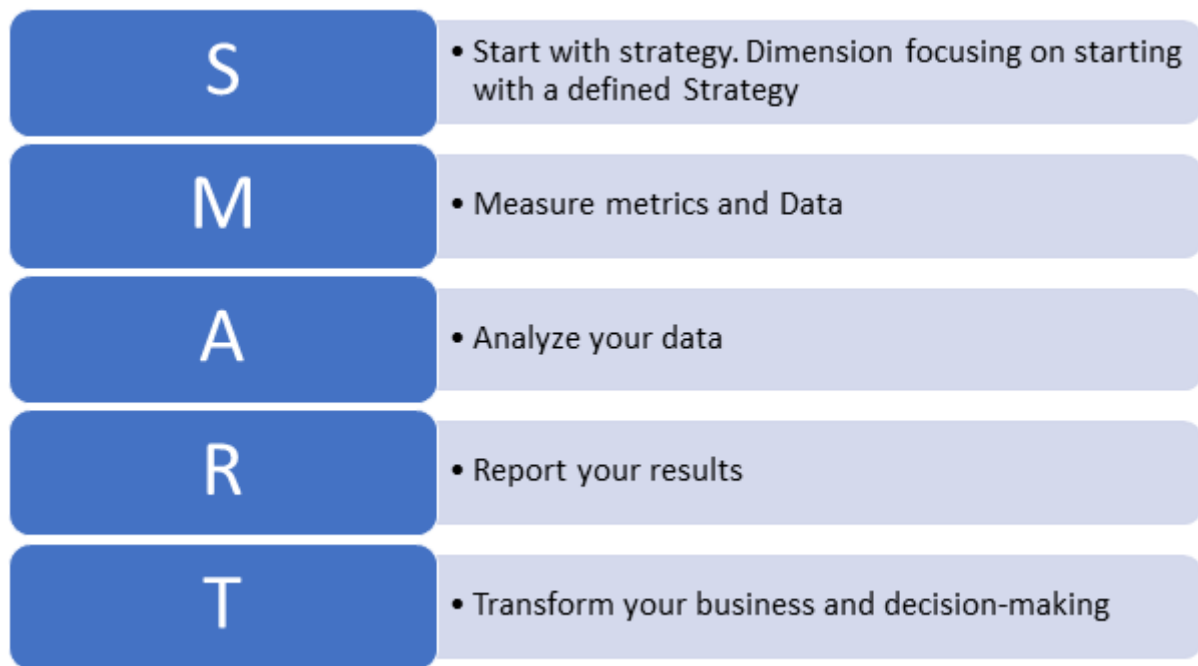 S
• Start with strategy. Dimension focusing on starting
with a defined Strategy
M
• Measure metrics and Data
A
• Analyze your data
R
• Report your results
T
• Transform your business and decision-making